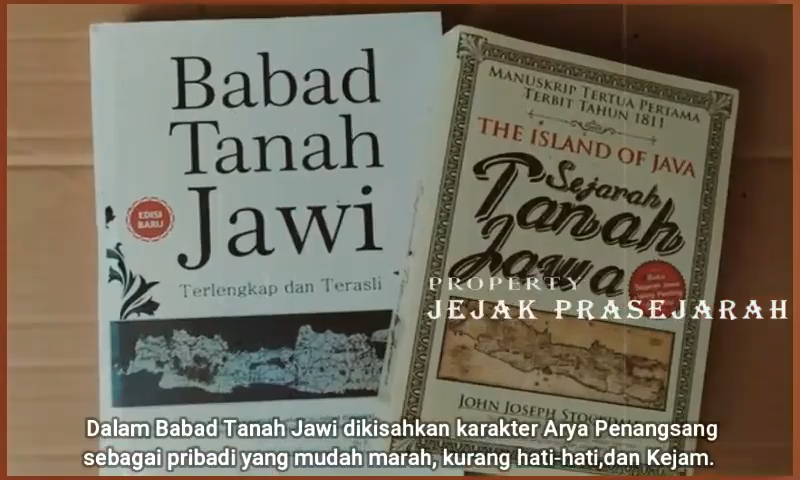 Babad
Tanah
Jawi
EDISI
BARU
Terlengkap dan Terasli
MANUSKRIP TERTUA PERTAMA
TERBIT TAHUN 1811
THE ISLAND OF JAVA
Sejarah
Tanah
Jawa
PROPERTY
JEJAK PRASEJARAH
JOHN JOSEPH
Dalam Babad Tanah Jawi dikisahkan karakter Arya Penangsang
sebagai pribadi yang mudah marah, kurang hati-hati,dan Kejam.